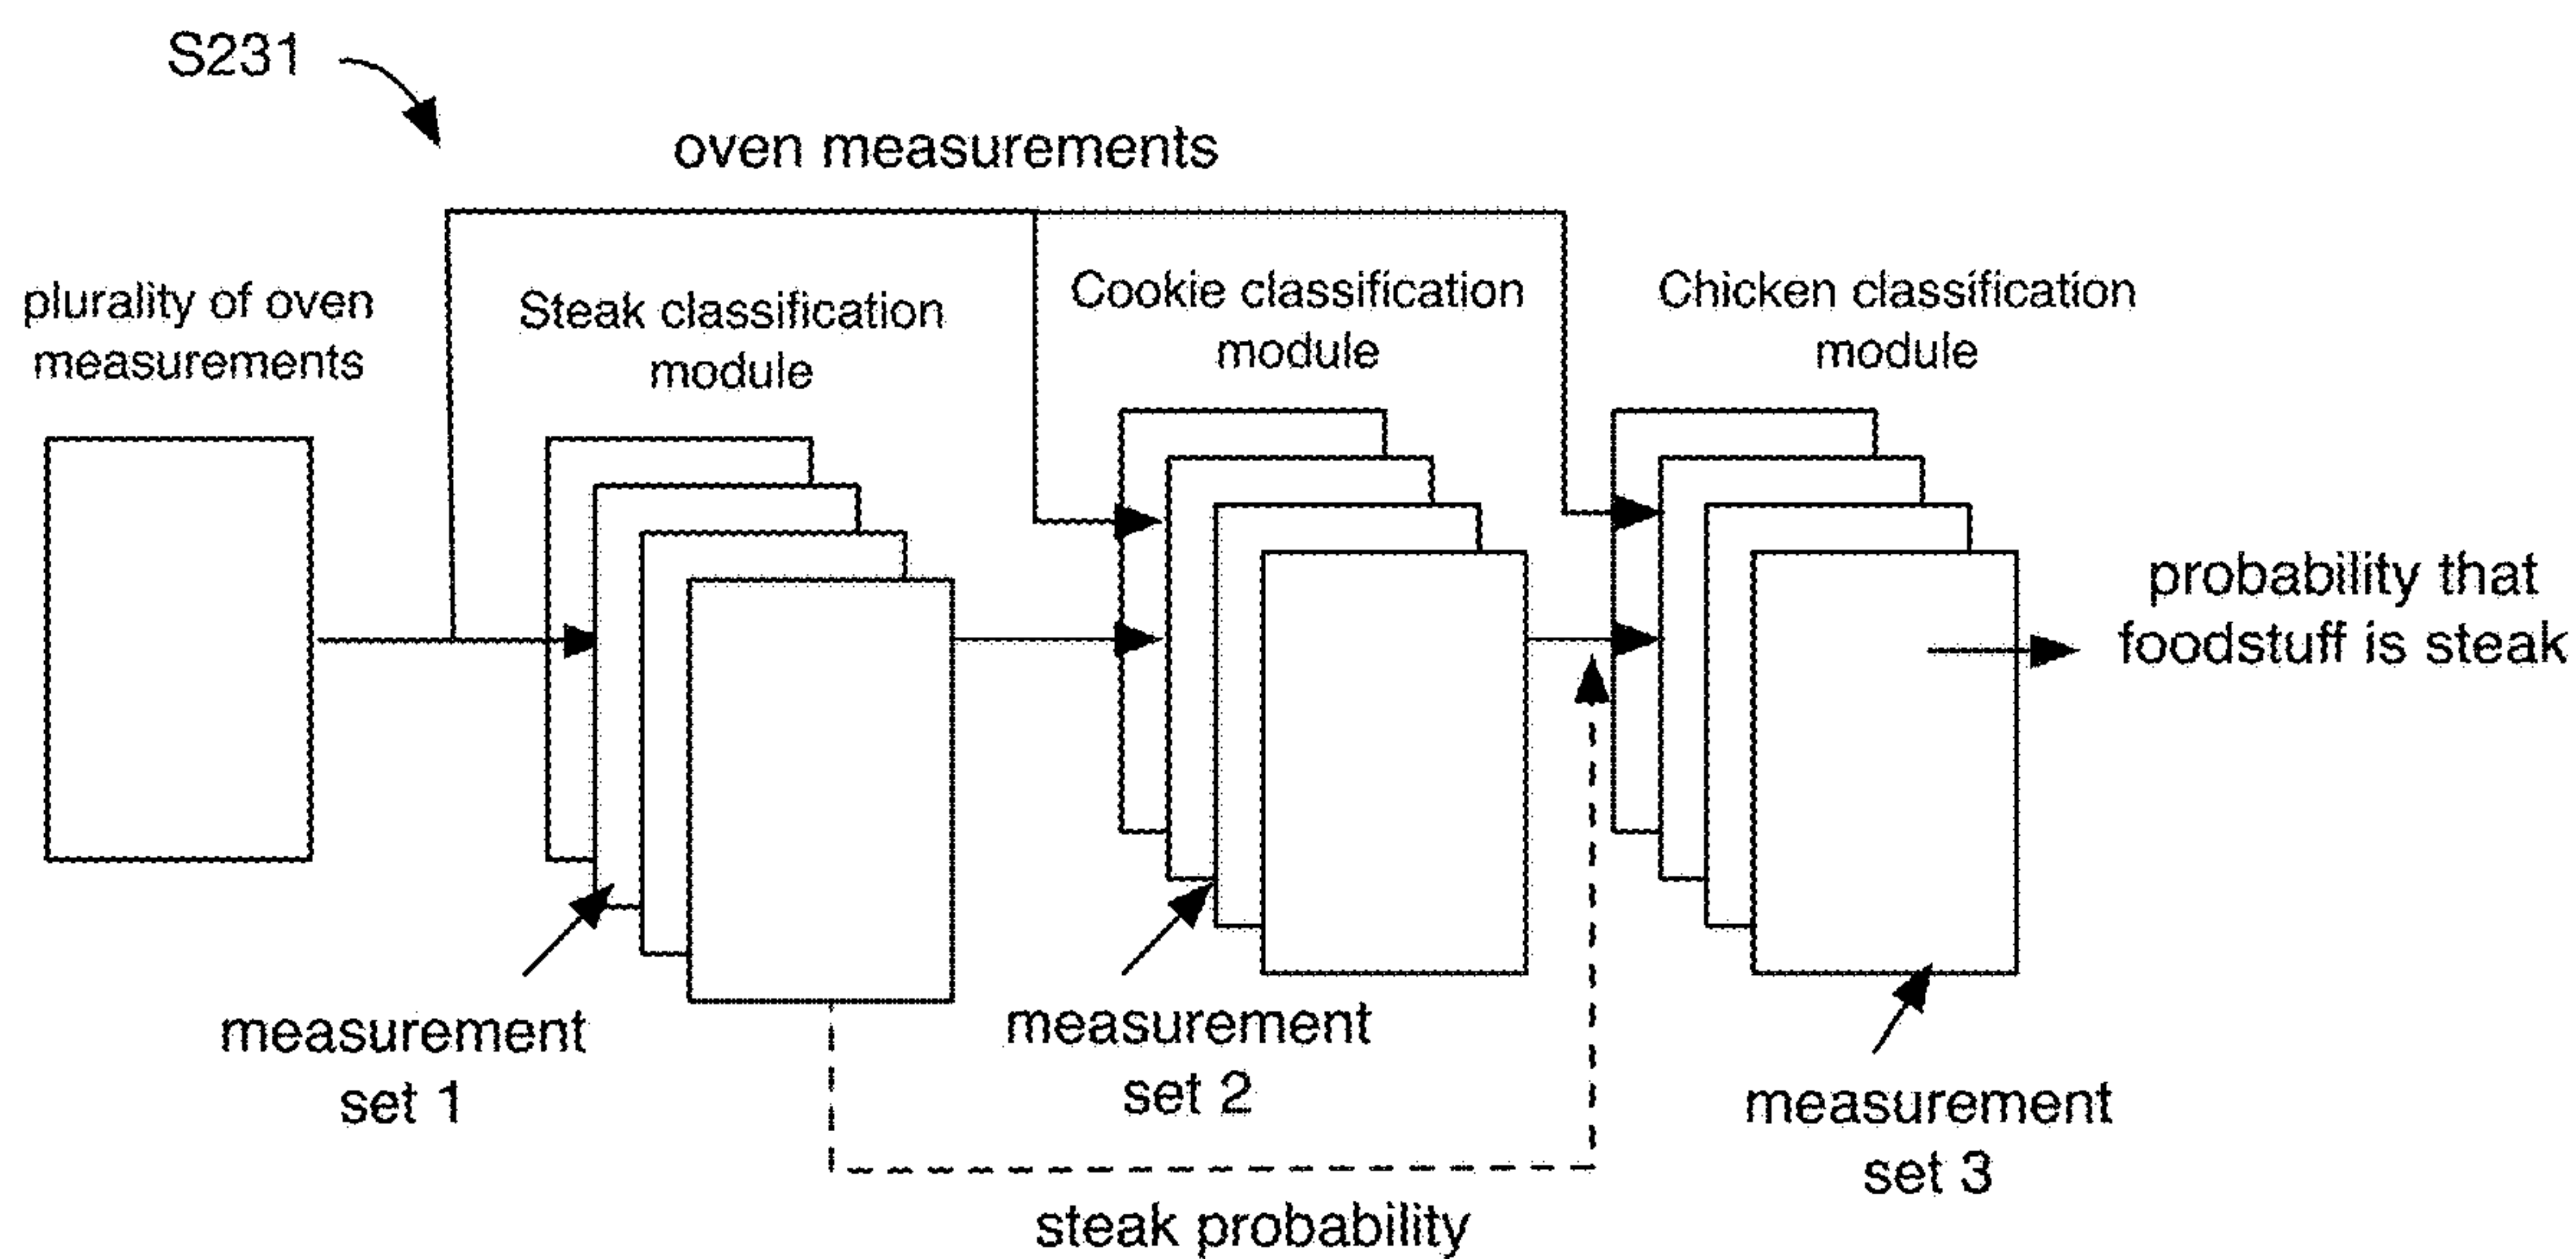 S231
oven measurements
plurality of oven
measurements
Steak classification
module
Cookie classification
module
Chicken classification
module
probability that
foodstuff is steak
measurement
set 1
measurement
set 2
measurement
set 3
steak probability